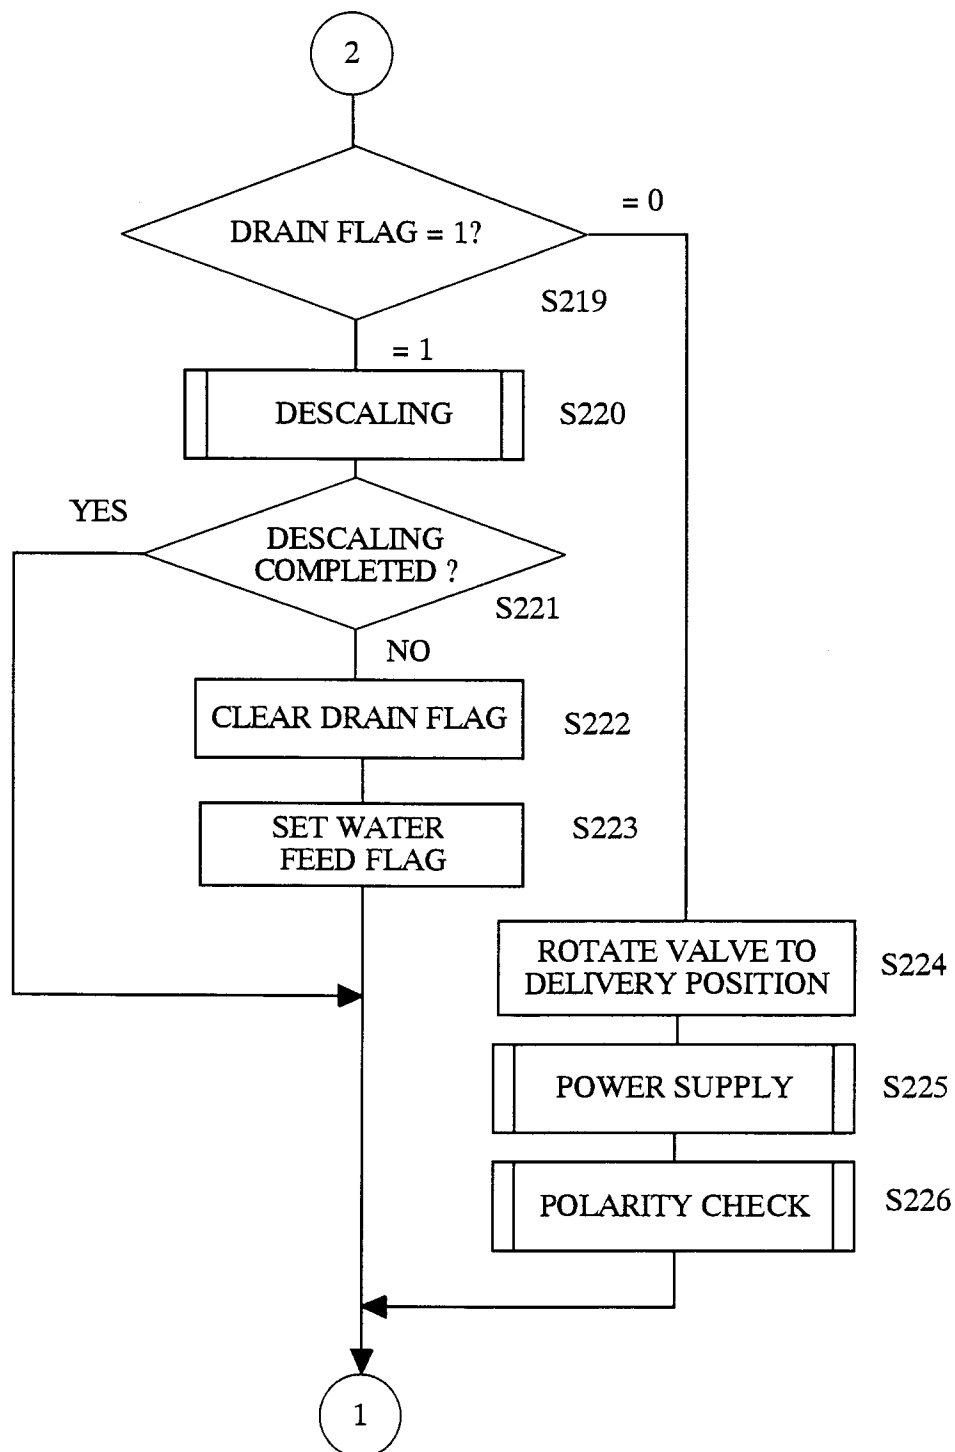 2
= 0
DRAIN FLAG = 1?
S219
= 1
DESCALING
S220
YES
DESCALING
COMPLETED ?
S221
NO
CLEAR DRAIN FLAG
S222
SET WATER
FEED FLAG
S223
ROTATE VALVE TO
DELIVERY POSITION
S224
POWER SUPPLY
S225
POLARITY CHECK
S226
1